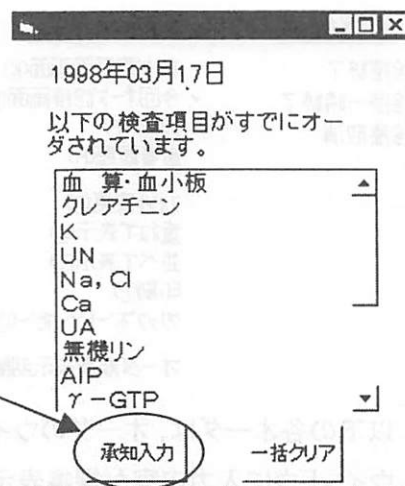 1998年03月17日
以下の検査項目がすでにオー
ダされています。
血 算・血小板
クレアチニン
K
UN
Na, Cl
Ca
UA
無機リン
AIP
γ-GTP
承知入力
一括クリア